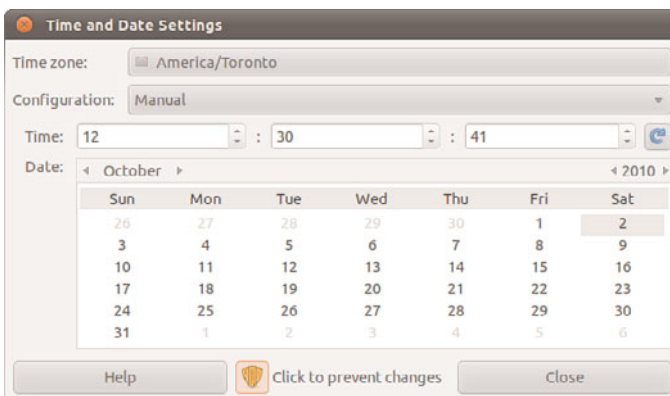 Time and Date Settings
Time zone: America/Toronto
Configuration: Manual
Time: 12 : 30 : 41
Date: October 2010
Sun Mon Tue Wed Thu Fri Sat
26 27 28 29 30 1 2
3 4 5 6 7 8 9
10 11 12 13 14 15 16
17 18 19 20 21 22 23
24 25 26 27 28 29 30
31 1 2 3 4 5 6
Help Click to prevent changes Close